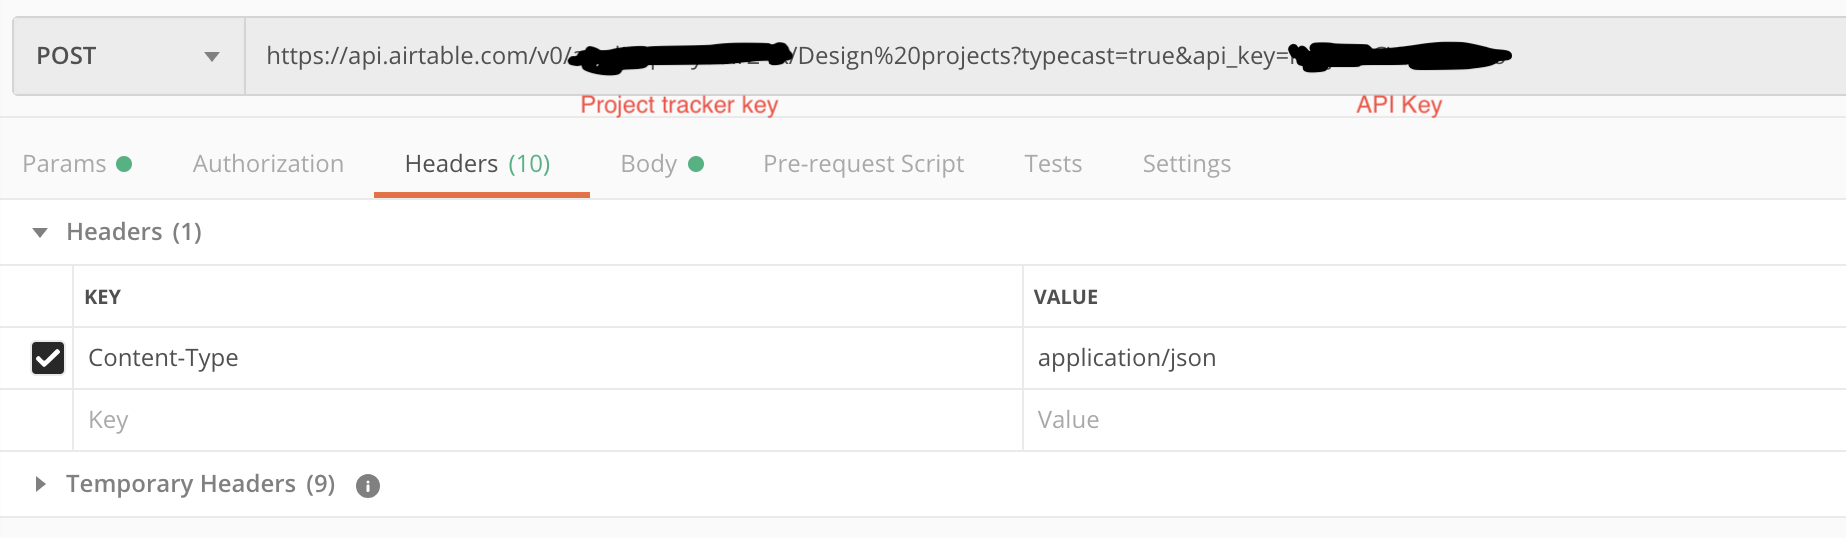 POST
https://api.airtable.com/v0/ /Design%20projects?typecast=true&api_key=
Project tracker key
API Key
Params
Authorization
Headers (10)
Body
Pre-request Script
Tests
Settings
Headers (1)
KEY
VALUE
Content-Type
application/json
Key
Value
Temporary Headers (9)
i